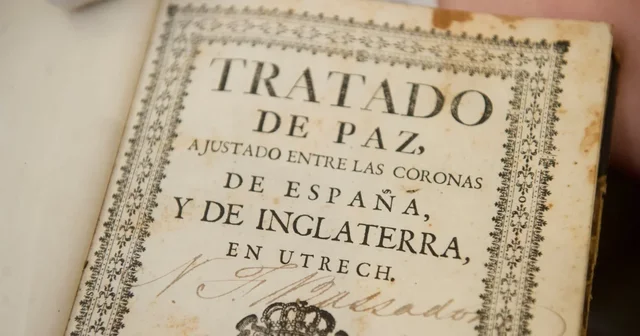 TRATADO
DE PAZ,
AJUSTADO ENTRE LAS CORONAS
DE ESPAÑA,
Y DE INGLATERRA,
EN UTRECH.